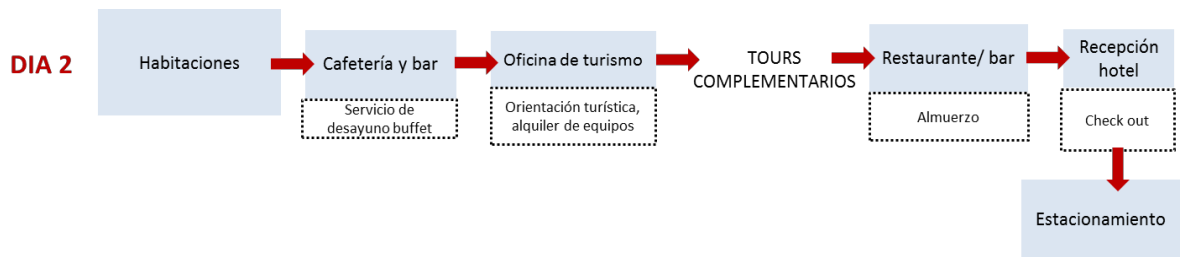 DIA 2
Habitaciones
Cafetería y bar
Servicio de
desayuno buffet
Oficina de turismo
Orientación turística,
alquiler de equipos
TOURS
COMPLEMENTARIOS
Restaurante/ bar
Almuerzo
Recepción
hotel
Check out
Estacionamiento